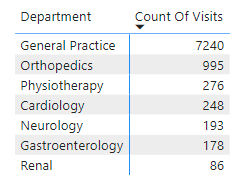 Department Count Of Visits
General Practice 7240
Orthopedics 995
Physiotherapy 276
Cardiology 248
Neurology 193
Gastroenterology 178
Renal 86